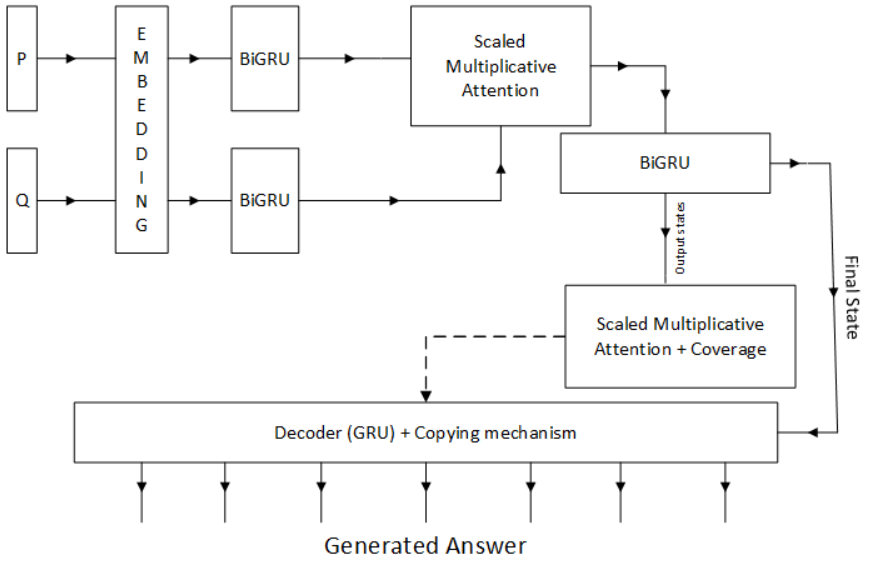 P
EMBEDDING
BiGRU
Scaled
Multiplicative
Attention
Q
BiGRU
BiGRU
Output states
Final State
Scaled Multiplicative
Attention + Coverage
Decoder (GRU) + Copying mechanism
Generated Answer